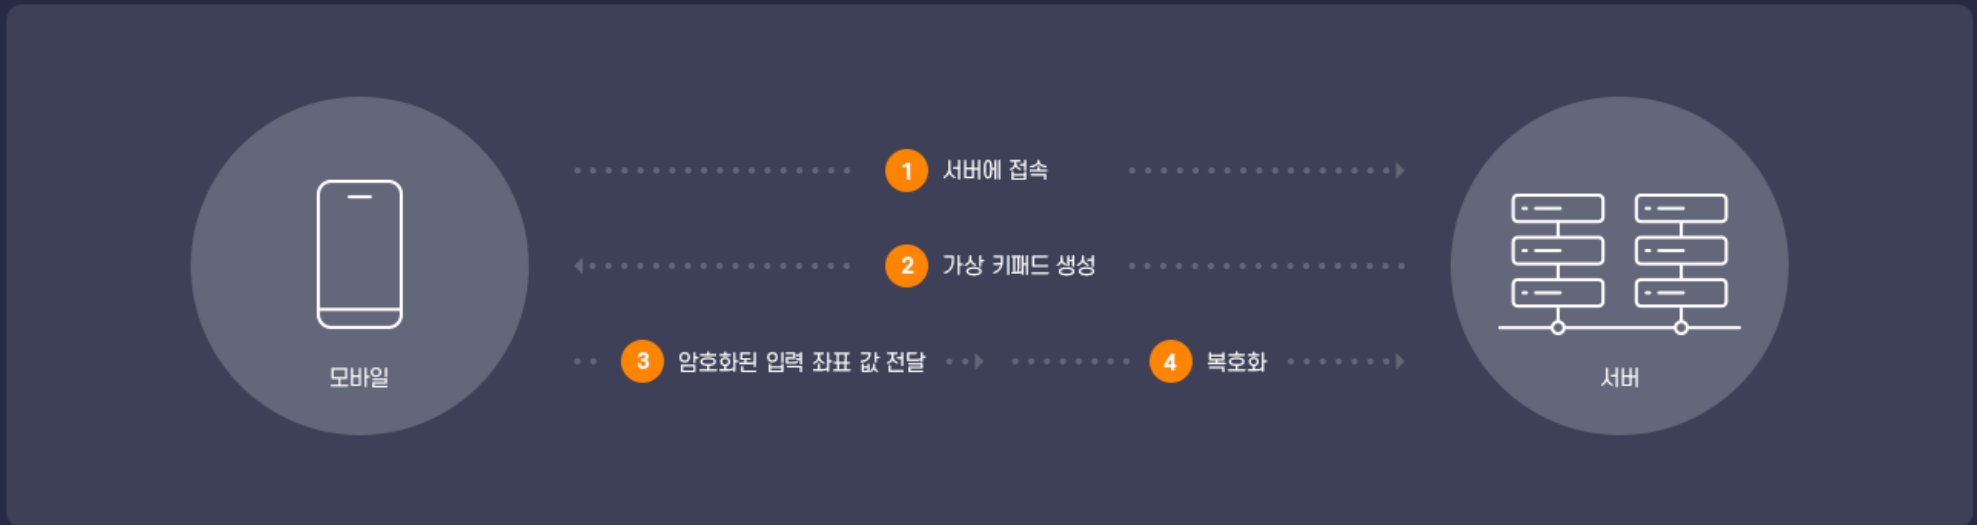 1 서버에 접속
2 가상 키패드 생성
3 암호화된 입력 좌표 값 전달 4 복호화
모바일 서버